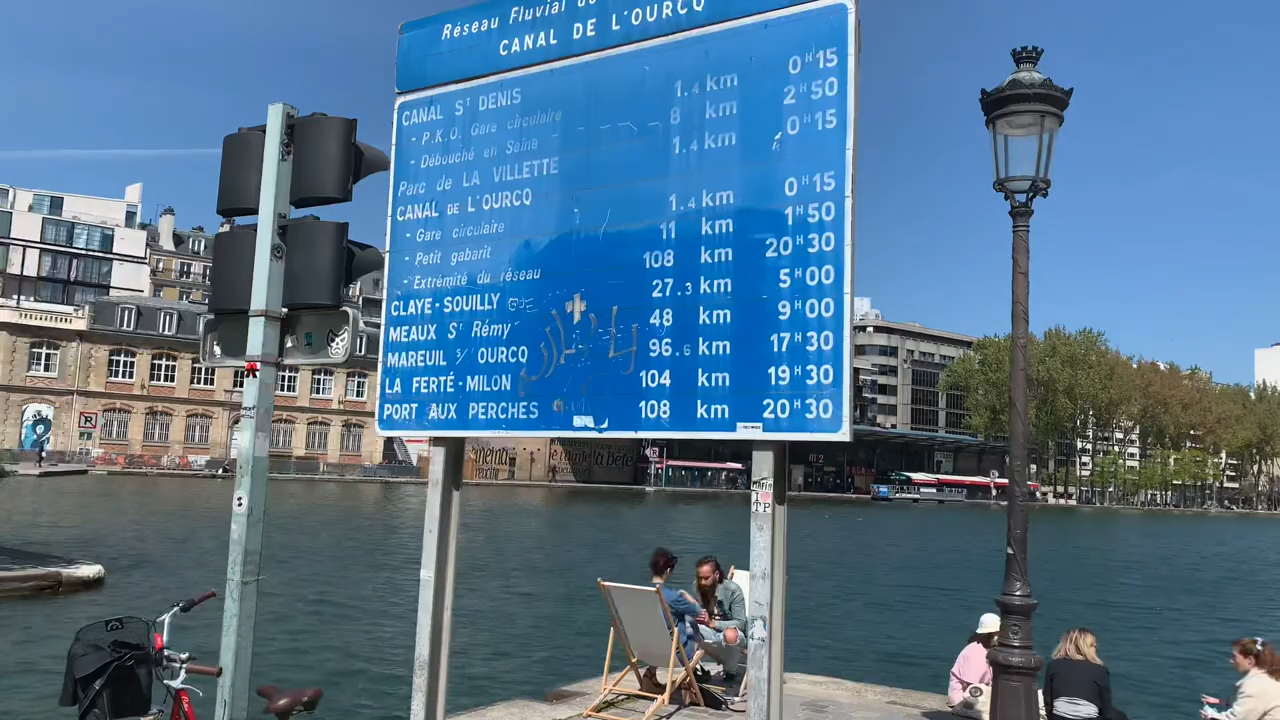 Réseau Fluvial
CANAL DE L'OURCQ
CANAL Sᵀ DENIS
- P.K.O. Gare circulaire 1.4 km 0ᴴ15
- Débouché en Seine 8 km 2ᴴ50
Parc de LA VILLETTE 1.4 km 0ᴴ15
CANAL DE L'OURCQ
- Gare circulaire 1.4 km 0ᴴ15
- Petit gabarit 11 km 1ᴴ50
- Extrémité du réseau 108 km 20ᴴ30
CLAYE-SOUILLY 27.3 km 5ᴴ00
MEAUX Sᵗ Rémy 48 km 9ᴴ00
MAREUIL s/ OURCQ 96.6 km 17ᴴ30
LA FERTÉ-MILON 104 km 19ᴴ30
PORT AUX PERCHES 108 km 20ᴴ30
la bête
mk2
I
TP